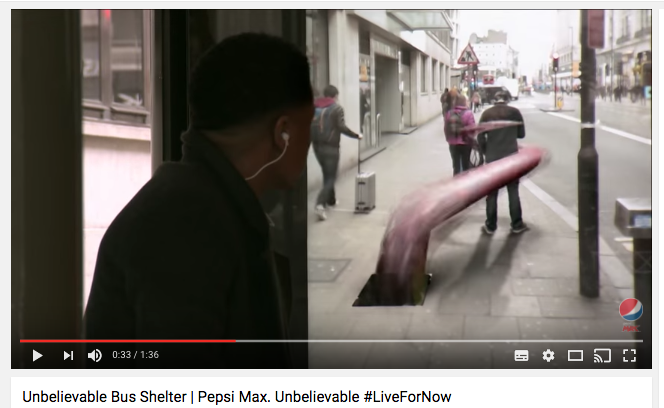 0:33 / 1:36
Unbelievable Bus Shelter | Pepsi Max. Unbelievable #LiveForNow